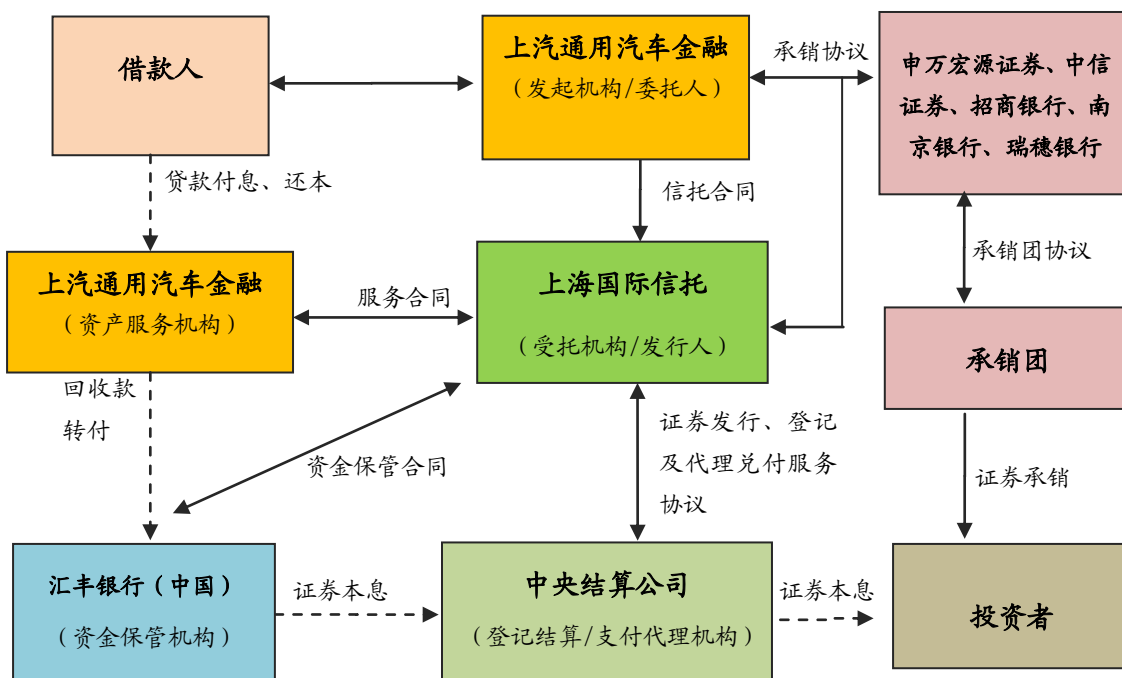 借款人
上汽通用汽车金融
（发起机构/委托人）
承销协议
申万宏源证券、中信
证券、招商银行、南
京银行、瑞穗银行
贷款付息、还本
信托合同
上汽通用汽车金融
（资产服务机构）
服务合同
上海国际信托
（受托机构/发行人）
承销团协议
承销团
回收款
转付
资金保管合同
证券发行、登记
及代理兑付服务
协议
证券承销
汇丰银行（中国）
（资金保管机构）
证券本息
中央结算公司
（登记结算/支付代理机构）
证券本息
投资者